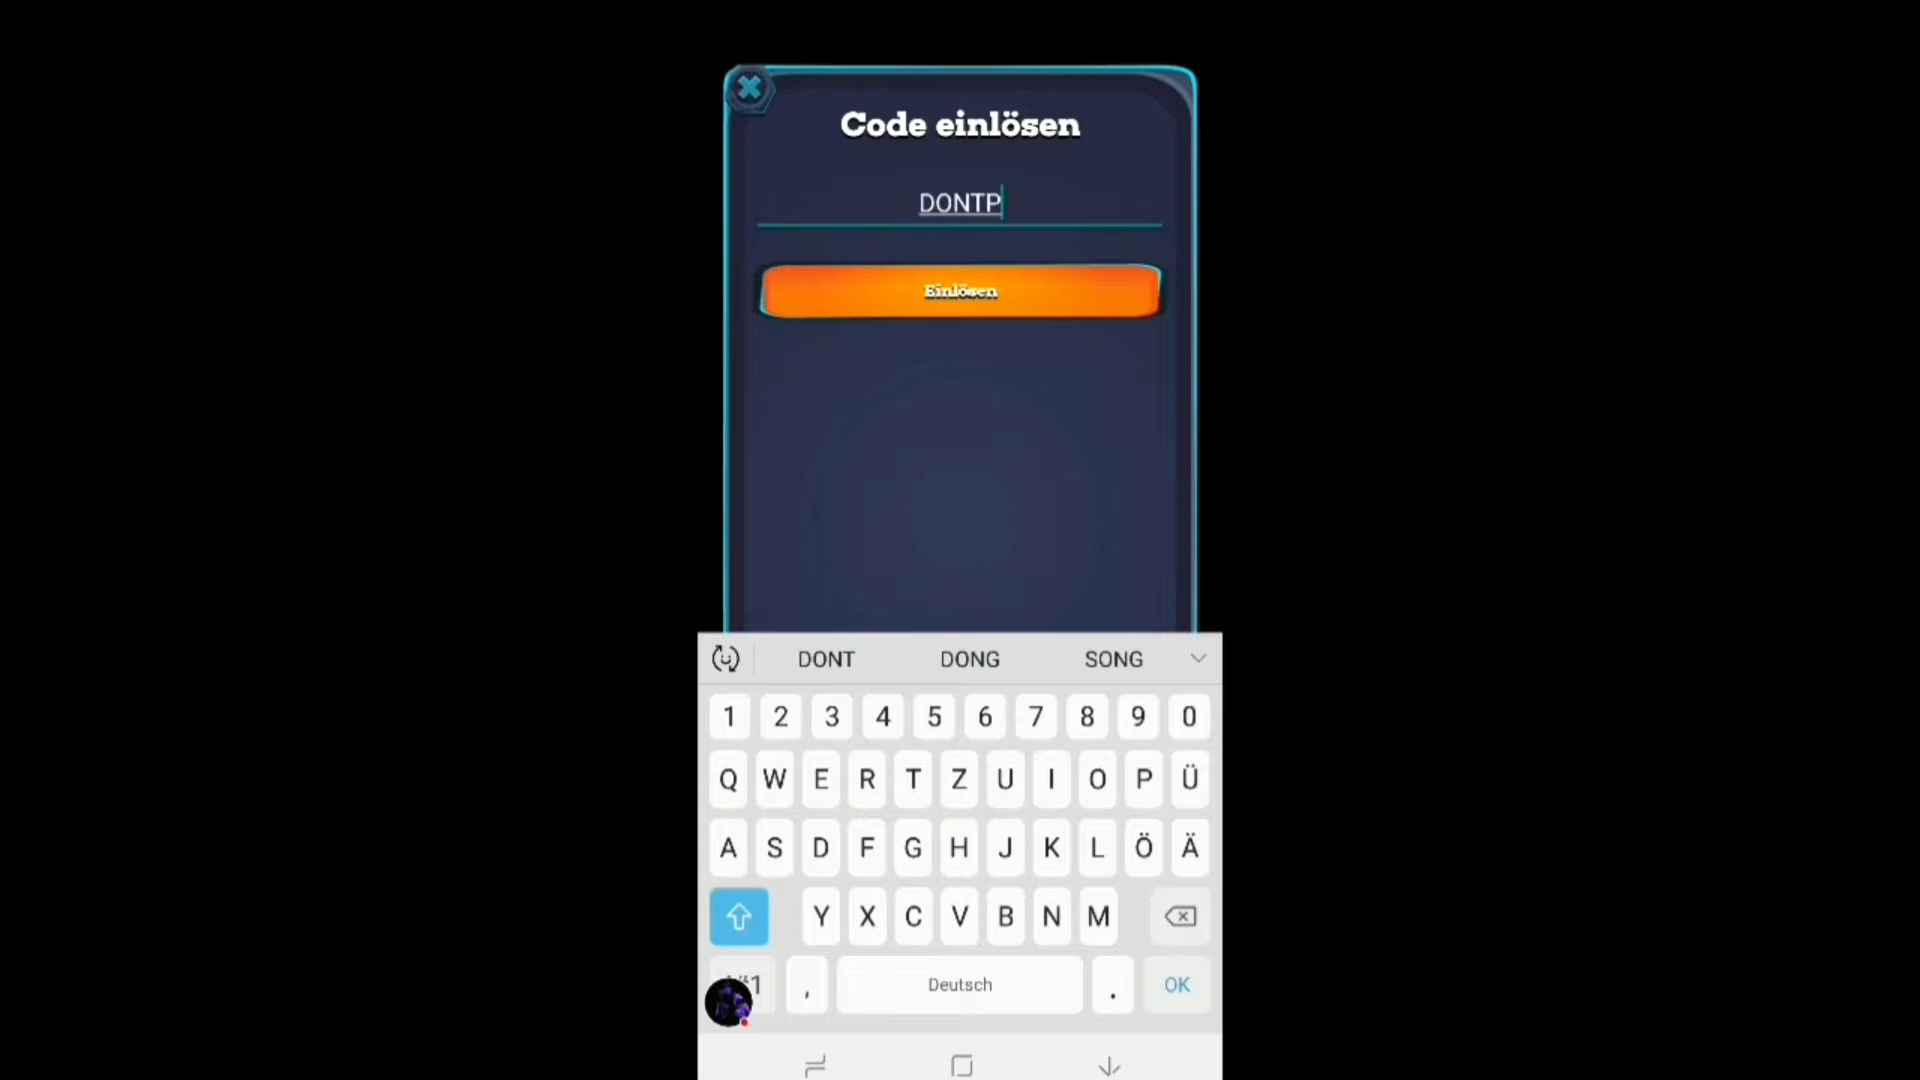 Code einlösen
DONTP
Einlösen
DONT DONG SONG
1 2 3 4 5 6 7 8 9 0
Q W E R T Z U I O P Ü
A S D F G H J K L Ö Ä
Y X C V B N M
, Deutsch . OK